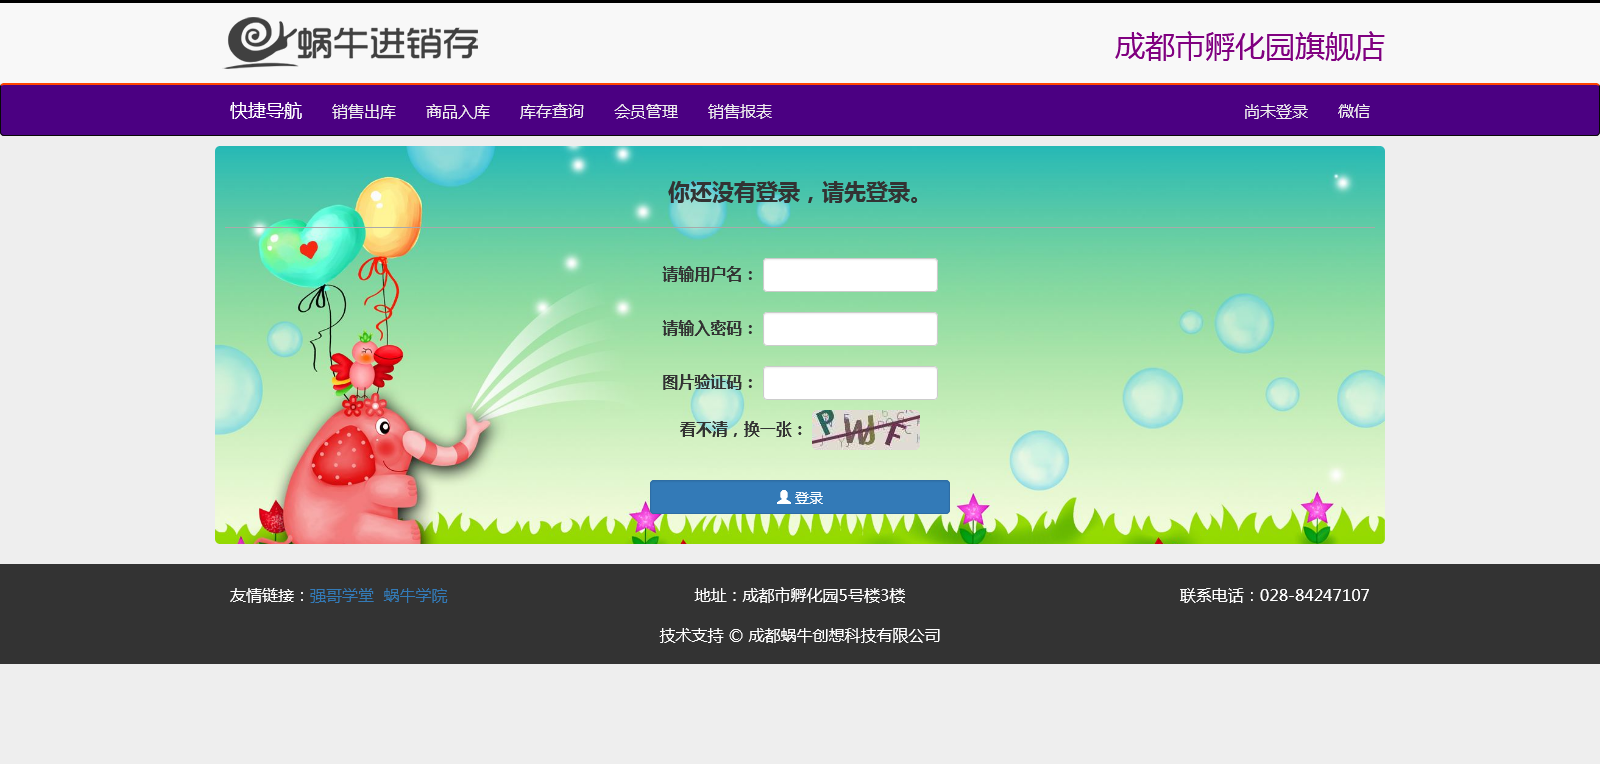 蜗牛进销存
成都市孵化园旗舰店
快捷导航 销售出库 商品入库 库存查询 会员管理 销售报表 尚未登录 微信
你还没有登录，请先登录。
请输用户名：
请输入密码：
图片验证码：
看不清，换一张： PWF
登录
友情链接：强哥学堂 蜗牛学院 地址：成都市孵化园5号楼3楼 联系电话：028-84247107
技术支持 © 成都蜗牛创想科技有限公司